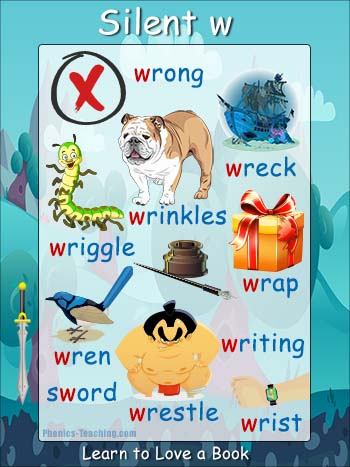 Silent w
wrong
wreck
wrinkles
wriggle
wrap
wren
writing
sword
wrestle
wrist
Phonics-Teaching.com
Learn to Love a Book